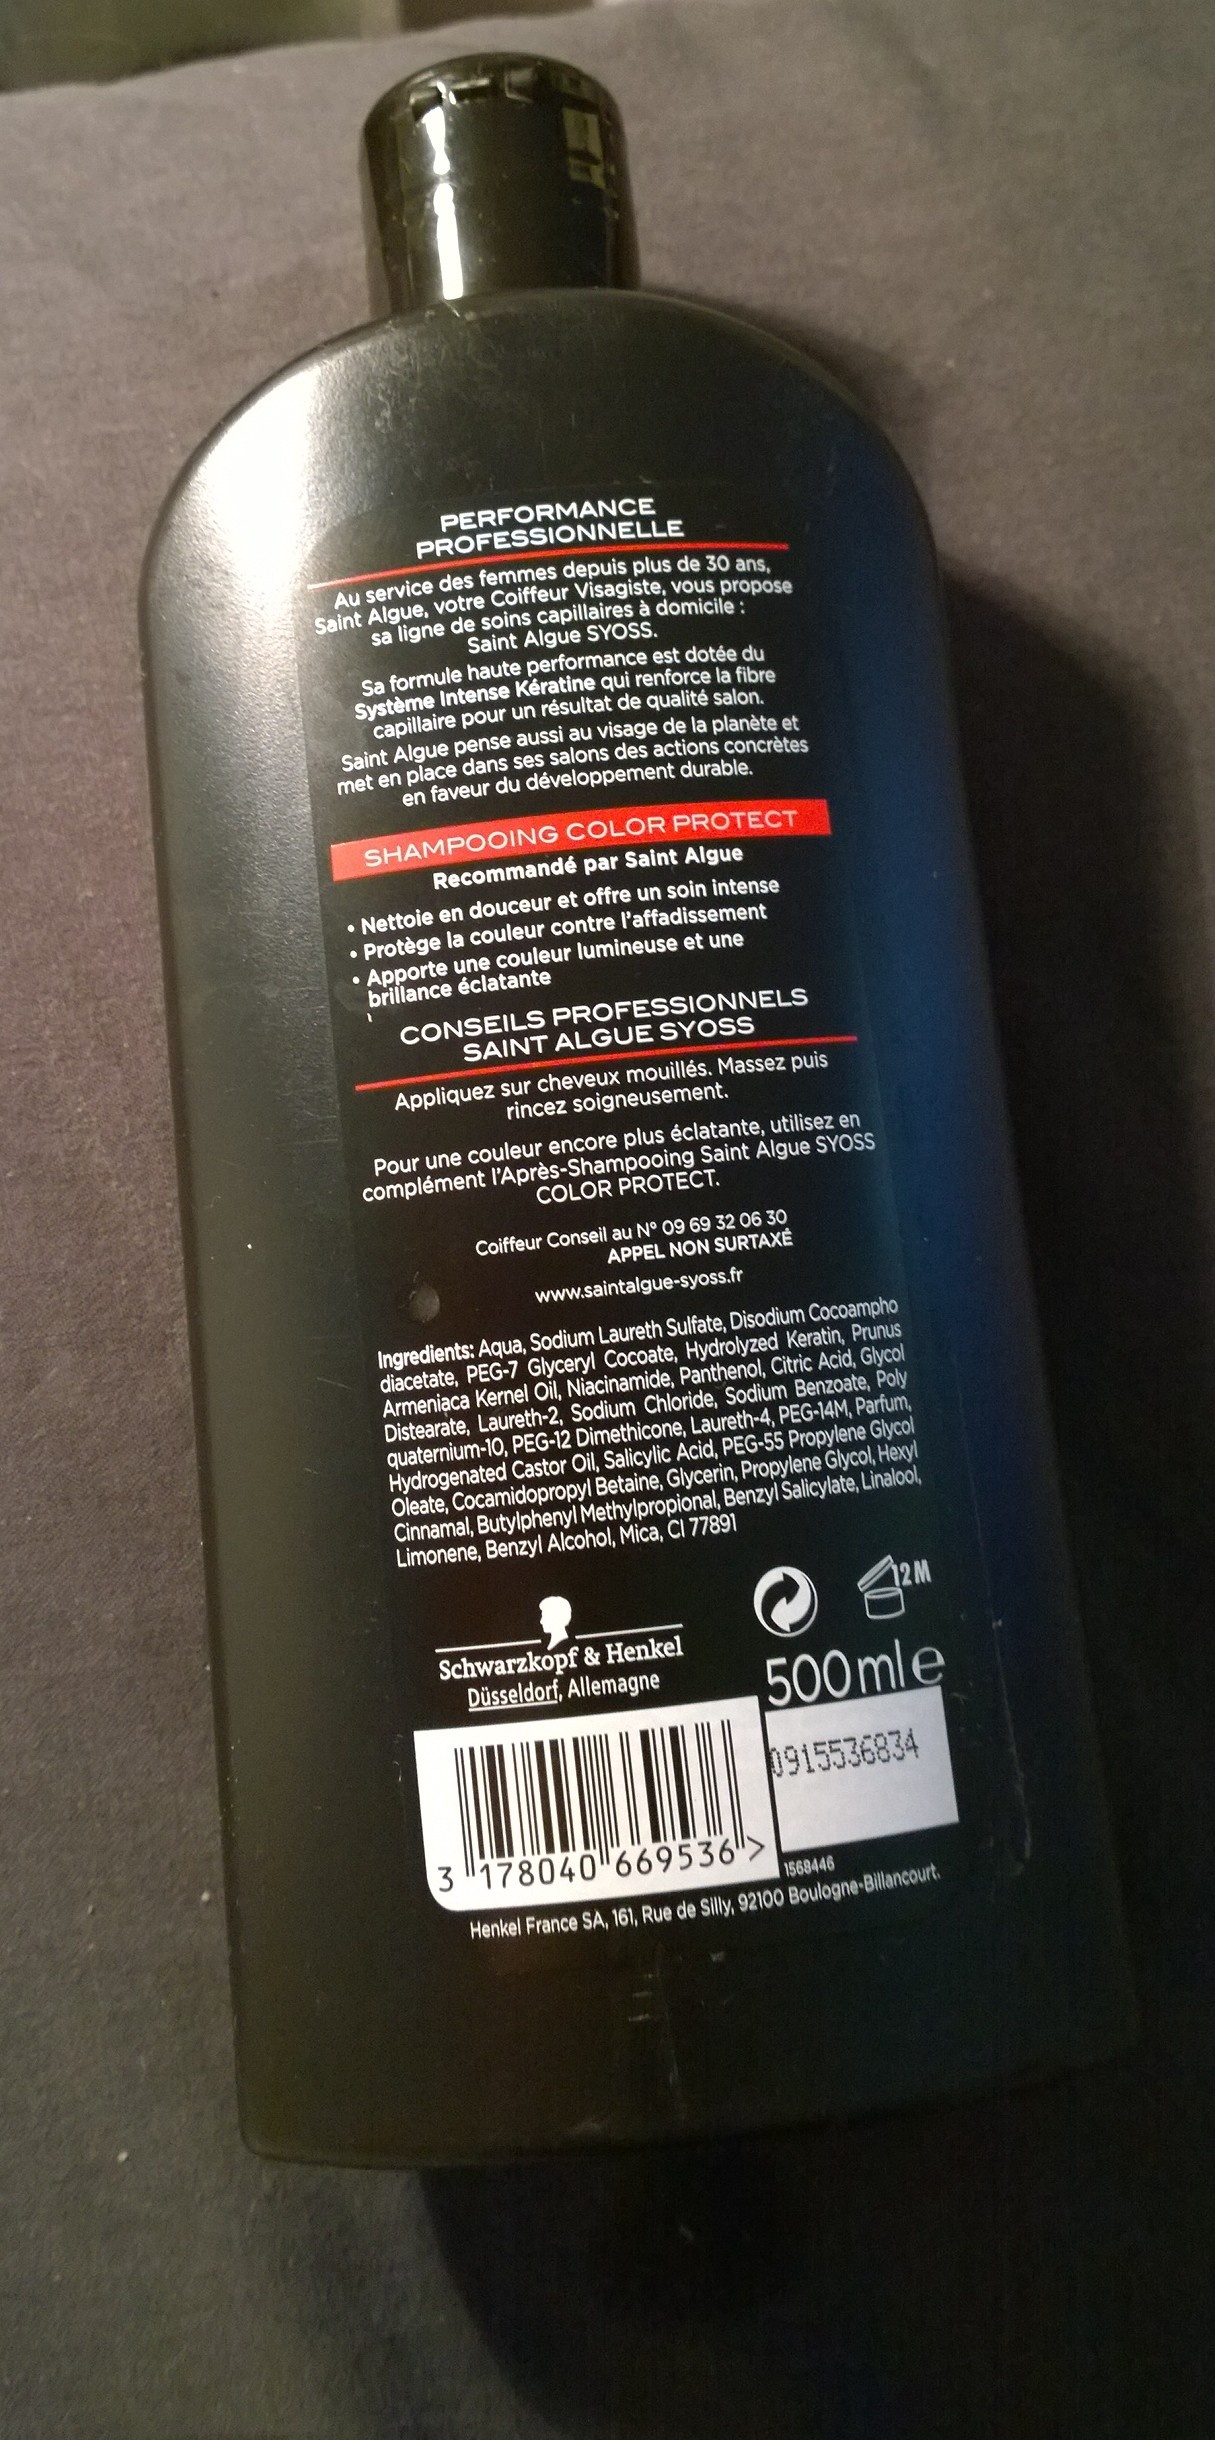 PERFORMANCE
PROFESSIONNELLE
Au service des femmes depuis plus de 30 ans,
Saint Algue, votre Coiffeur Visagiste, vous propose
sa ligne de soins capillaires à domicile :
Saint Algue SYOSS.
Sa formule haute performance est dotée du
Système Intense Kératine qui renforce la fibre
capillaire pour un résultat de qualité salon.
Saint Algue pense aussi au visage de la planète et
met en place dans ses salons des actions concrètes
en faveur du développement durable.
SHAMPOOING COLOR PROTECT
Recommandé par Saint Algue
• Nettoie en douceur et offre un soin intense
• Protège la couleur contre l'affadissement
• Apporte une couleur lumineuse et une
brillance éclatante
CONSEILS PROFESSIONNELS
SAINT ALGUE SYOSS
Appliquez sur cheveux mouillés. Massez puis
rincez soigneusement.
Pour une couleur encore plus éclatante, utilisez en
complément l'Après-Shampooing Saint Algue SYOSS
COLOR PROTECT.
Coiffeur Conseil au N° 09 69 32 06 30
APPEL NON SURTAXÉ
www.saintalgue-syoss.fr
Ingredients: Aqua, Sodium Laureth Sulfate, Disodium Cocoampho
diacetate, PEG-7 Glyceryl Cocoate, Hydrolyzed Keratin, Prunus
Armeniaca Kernel Oil, Niacinamide, Panthenol, Citric Acid, Glycol
Distearate, Laureth-2, Sodium Chloride, Sodium Benzoate, Poly
quaternium-10, PEG-12 Dimethicone, Laureth-4, PEG-14M, Parfum,
Hydrogenated Castor Oil, Salicylic Acid, PEG-55 Propylene Glycol
Oleate, Cocamidopropyl Betaine, Glycerin, Propylene Glycol, Hexyl
Cinnamal, Butylphenyl Methylpropional, Benzyl Salicylate, Linalool,
Limonene, Benzyl Alcohol, Mica, CI 77891
12M
Schwarzkopf & Henkel
Düsseldorf, Allemagne
500 ml e
0915536834
3 178040 669536 >
1568446
Henkel France SA, 161, Rue de Silly, 92100 Boulogne-Billancourt.